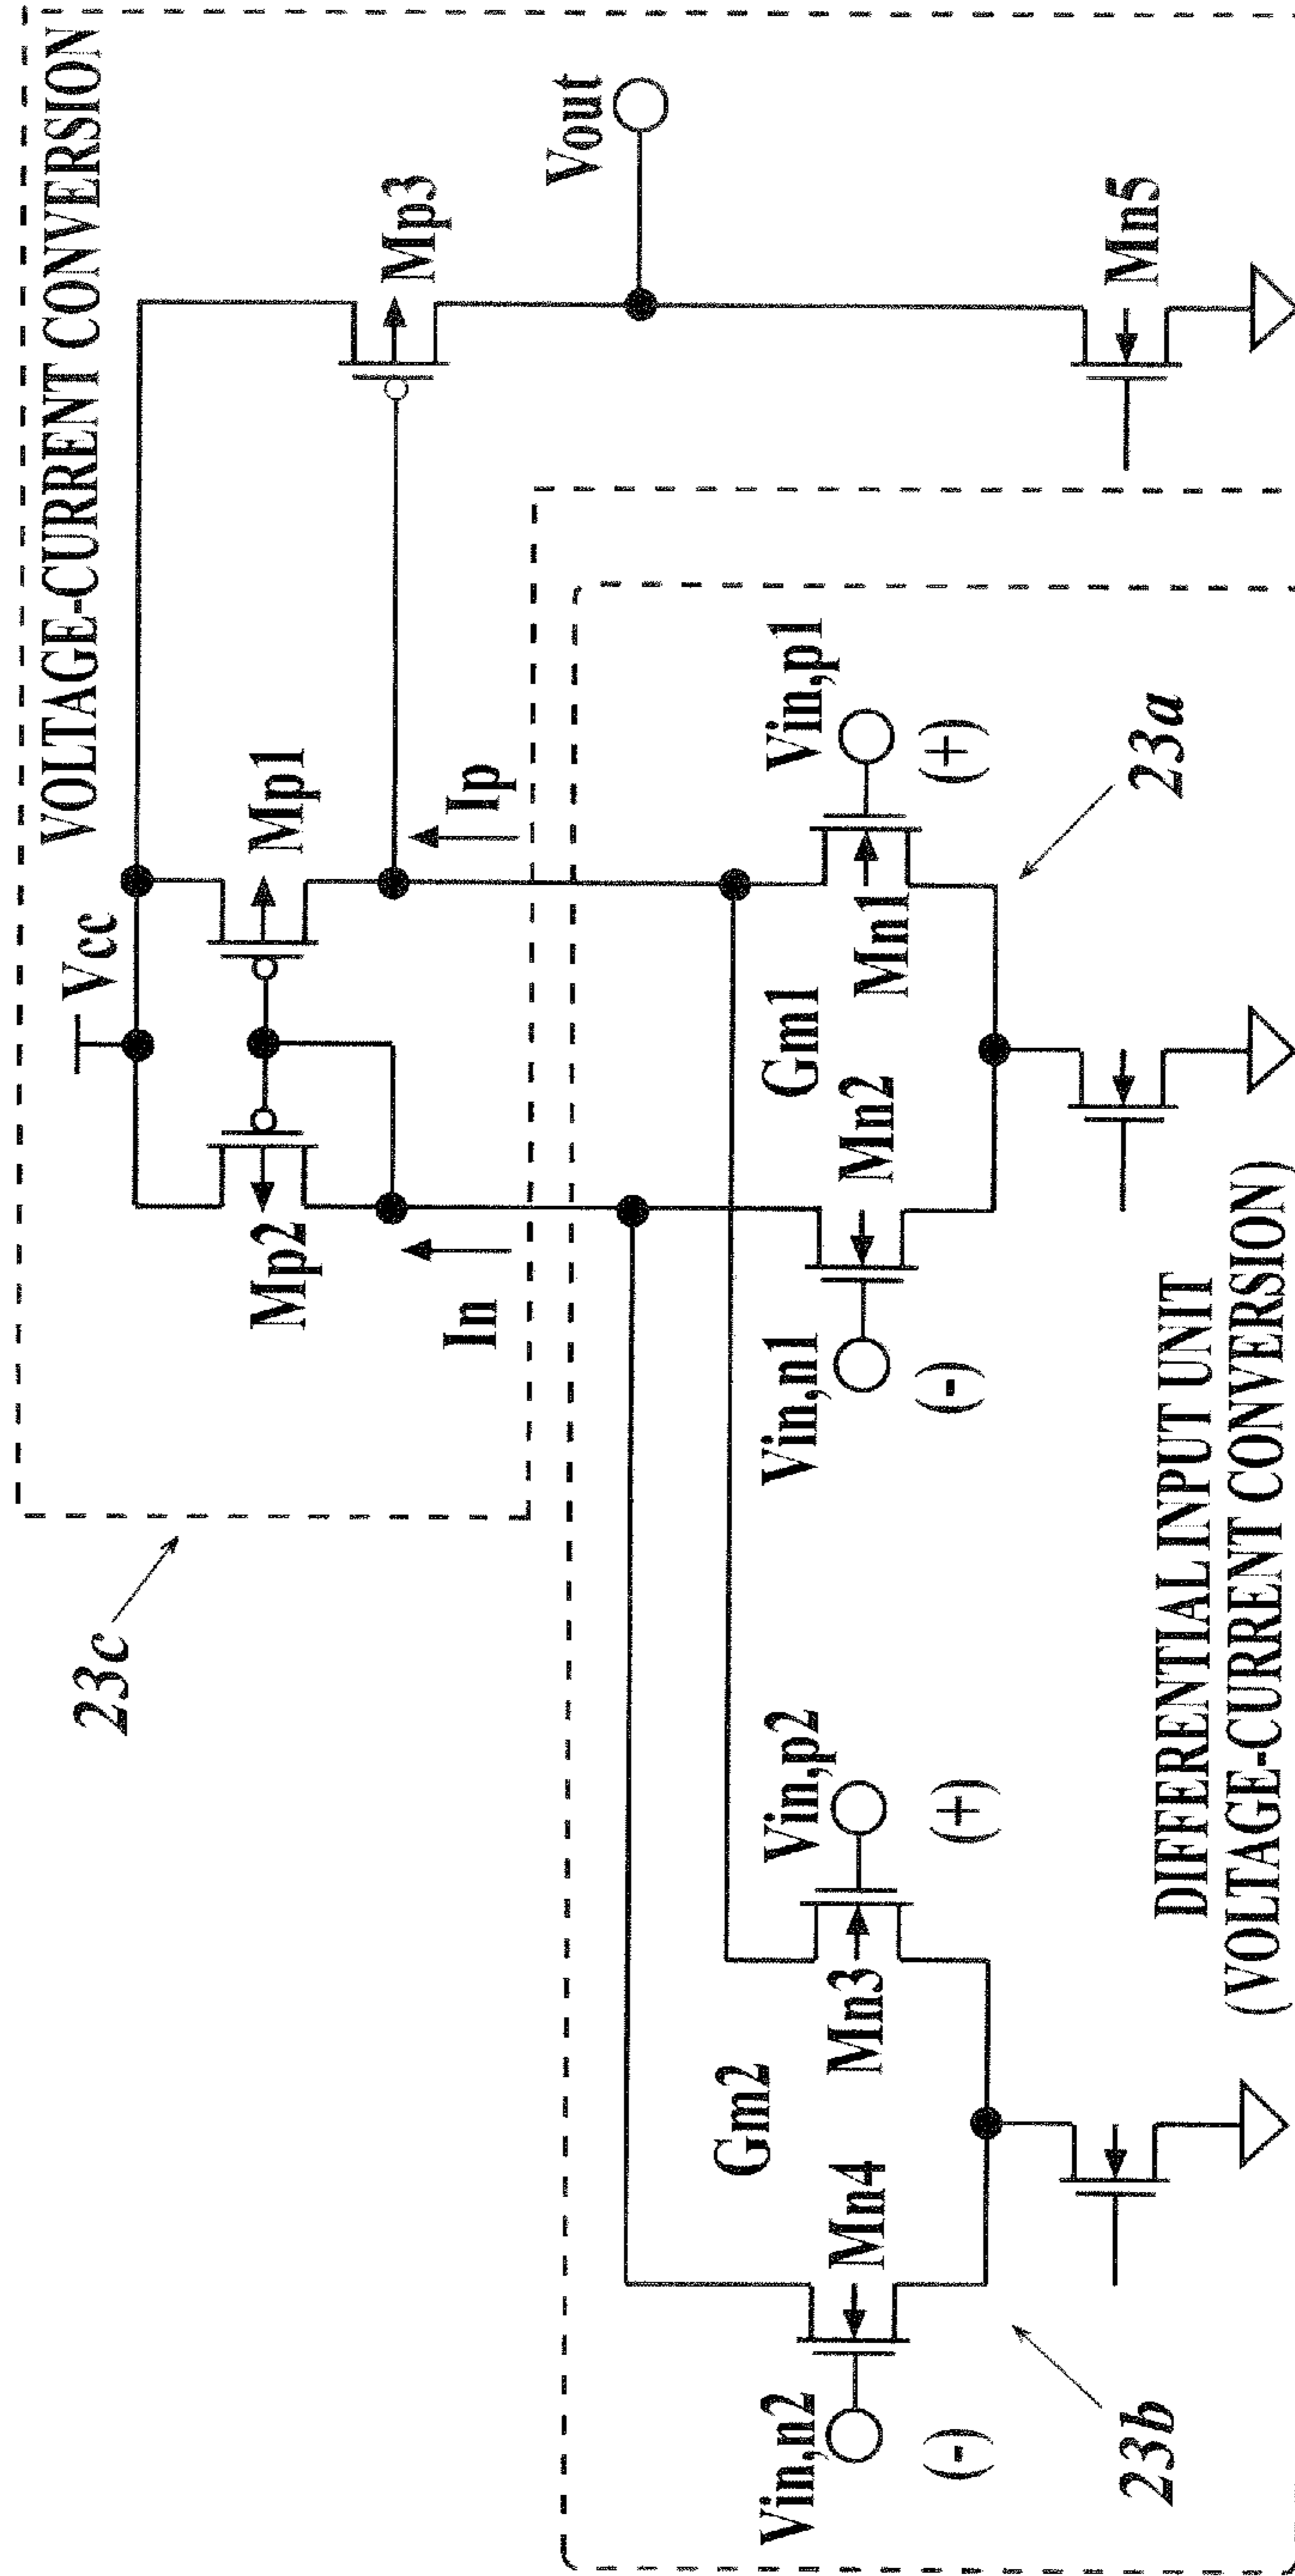 23c
VOLTAGE-CURRENT CONVERSION
Vcc
Mp2
Mp1
Mp3
In
Ip
Vout
Vin,n2
(-)
Mn4
Gm2
Mn3
Vin,p2
(+)
Vin,n1
(-)
Mn2
Gm1
Mn1
Vin,p1
(+)
Mn5
23b
23a
DIFFERENTIAL INPUT UNIT
(VOLTAGE-CURRENT CONVERSION)